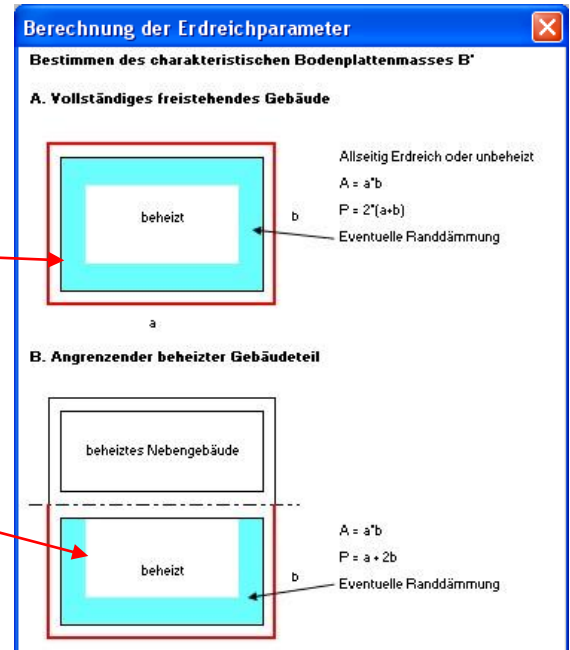 Berechnung der Erdreichparameter
Bestimmen des charakteristischen Bodenplattenmasses B'
A. Vollständiges freistehendes Gebäude
Allseitig Erdreich oder unbeheizt
A = a*b
beheizt
b
P = 2*(a+b)
Eventuelle Randdämmung
a
B. Angrenzender beheizter Gebäudeteil
beheiztes Nebengebäude
A = a*b
P = a + 2b
beheizt
b
Eventuelle Randdämmung